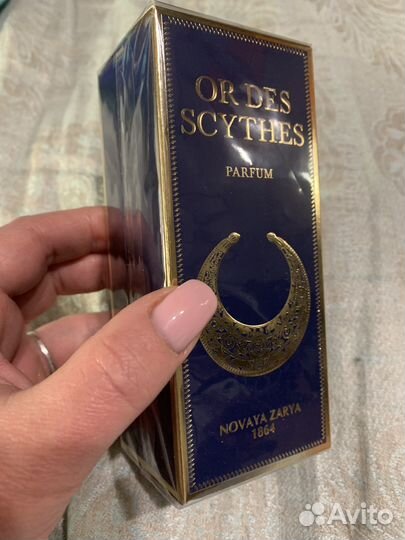 OR DES
SCYTHES
PARFUM
NOVAYA ZARYA
1864
Avito